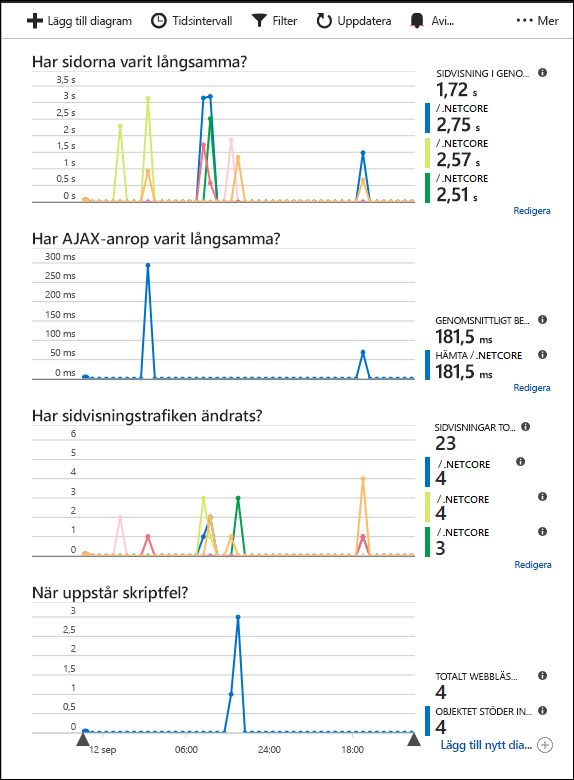 Lägg till diagram Tidsintervall Filter Uppdatera Avi... Mer
Har sidorna varit långsamma?
3,5 s
3 s
2,5 s
2 s
1,5 s
1 s
0,5 s
0 s
SIDVISNING I GENO...
1,72 s
/ .NETCORE
2,75 s
/ .NETCORE
2,57 s
/ .NETCORE
2,51 s
Redigera
Har AJAX-anrop varit långsamma?
300 ms
250 ms
200 ms
150 ms
100 ms
50 ms
0 ms
GENOMSNITTLIGT BE...
181,5 ms
HÄMTA / .NETCORE
181,5 ms
Redigera
Har sidvisningstrafiken ändrats?
6
5
4
3
2
1
0
SIDVISNINGAR TO...
23
/ .NETCORE
4
/ .NETCORE
4
/ .NETCORE
3
Redigera
När uppstår skriptfel?
3
2,5
2
1,5
1
0,5
0
12 sep 06:00 24:00 18:00
TOTALT WEBBLÄS...
4
OBJEKTET STÖDER IN...
4
Lägg till nytt dia...